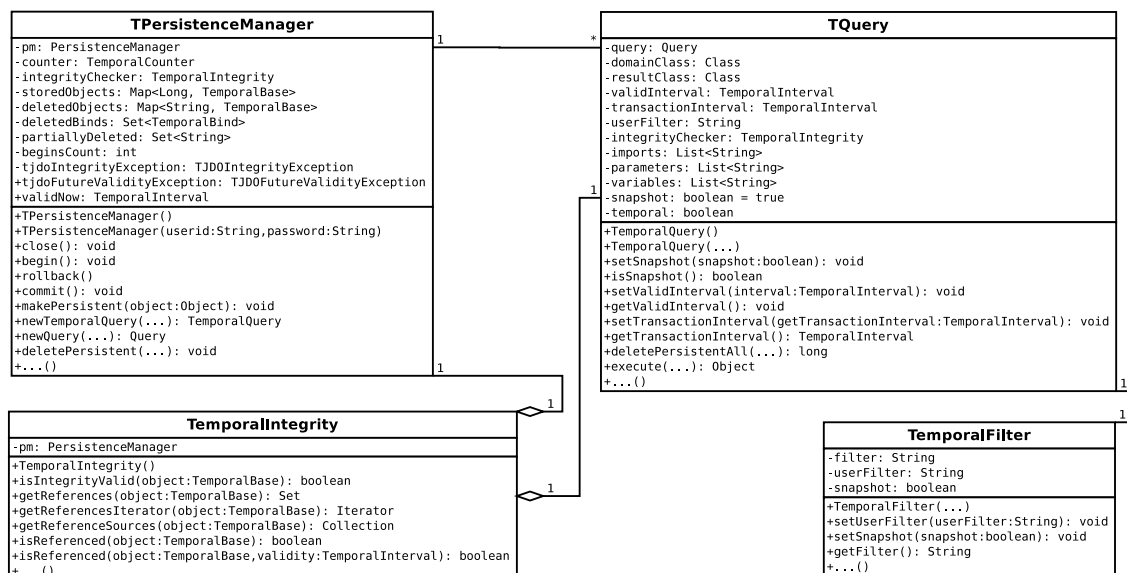 TPersistenceManager
-pm: PersistenceManager
-counter: TemporalCounter
-integrityChecker: TemporalIntegrity
-storedObjects: Map<Long, TemporalBase>
-deletedObjects: Map<String, TemporalBase>
-deletedBinds: Set<TemporalBind>
-partiallyDeleted: Set<String>
-beginsCount: int
-tjdoIntegrityException: TJDOIntegrityException
+tjdoFutureValidityException: TJDOFutureValidityException
+validNow: TemporalInterval
+TPersistenceManager()
+TPersistenceManager(userid:String,password:String)
+close(): void
+begin(): void
+rollback()
+commit(): void
+makePersistent(object:Object): void
+newTemporalQuery(...): TemporalQuery
+newQuery(...): Query
+deletePersistent(...): void
+...()
1
*
1
1
TQuery
-query: Query
-domainClass: Class
-resultClass: Class
-validInterval: TemporalInterval
-transactionInterval: TemporalInterval
-userFilter: String
-integrityChecker: TemporalIntegrity
-imports: List<String>
-parameters: List<String>
-variables: List<String>
-snapshot: boolean = true
-temporal: boolean
+TemporalQuery()
+TemporalQuery(...)
+setSnapshot(snapshot:boolean): void
+isSnapshot(): boolean
+setValidInterval(interval:TemporalInterval): void
+getValidInterval(): void
+setTransactionInterval(getTransactionInterval:TemporalInterval): void
+getTransactionInterval(): TemporalInterval
+deletePersistentAll(...): long
+execute(...): Object
+...()
1
1
1
TemporalIntegrity
-pm: PersistenceManager
+TemporalIntegrity()
+isIntegrityValid(object:TemporalBase): boolean
+getReferences(object:TemporalBase): Set
+getReferencesIterator(object:TemporalBase): Iterator
+getReferenceSources(object:TemporalBase): Collection
+isReferenced(object:TemporalBase): boolean
+isReferenced(object:TemporalBase,validity:TemporalInterval): boolean
+...()
1
TemporalFilter
-filter: String
-userFilter: String
-snapshot: boolean
+TemporalFilter(...)
+setUserFilter(userFilter:String): void
+setSnapshot(snapshot:boolean): void
+getFilter(): String
+...()